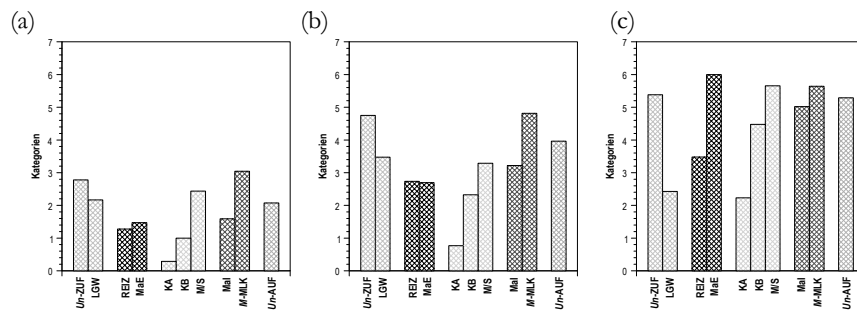 (a)
7
6
5
4
3
2
1
0
Kategorien
Un-ZUF
LGW
REIZ
MaE
KA
KB
M/S
Mal
M-MLK
Un-AUF
(b)
7
6
5
4
3
2
1
0
Kategorien
Un-ZUF
LGW
REIZ
MaE
KA
KB
M/S
Mal
M-MLK
Un-AUF
(c)
7
6
5
4
3
2
1
0
Kategorien
Un-ZUF
LGW
REIZ
MaE
KA
KB
M/S
Mal
M-MLK
Un-AUF